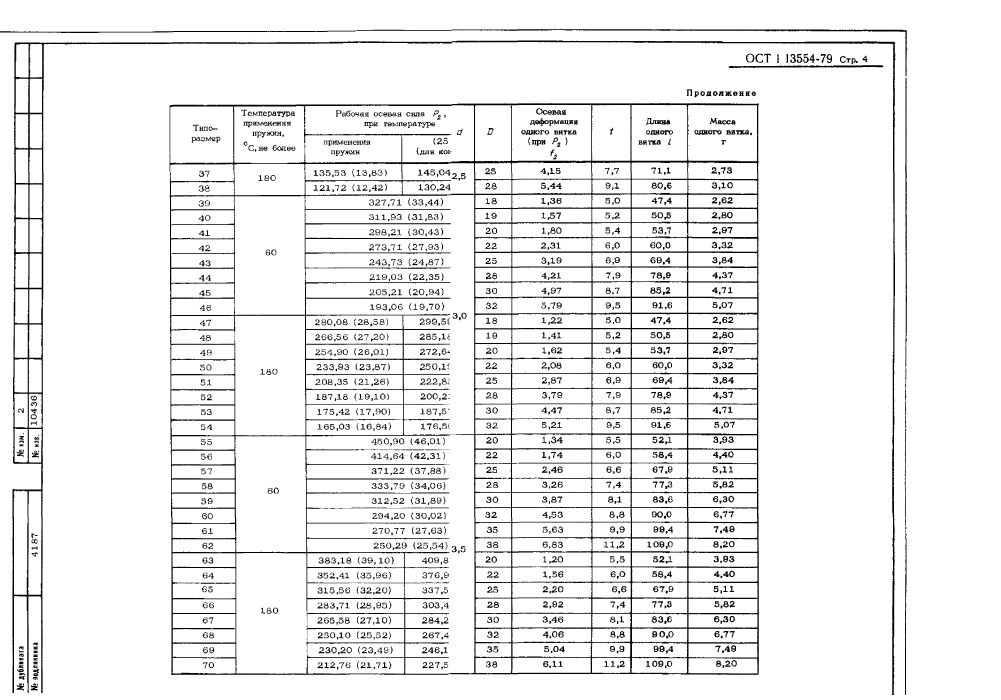 ОСТ 1 13554-79 Стр. 4
Продолжение
Типо-размер | Температура применения пружин, °С, не более | Рабочая осевая сила P₂, при температуре | d | D | Осевая деформация одного витка (при P₂) f₂ | t | Длина одного витка l | Масса одного витка, г
применения пружин | (25 (для кон
37 | 180 | 135,53 (13,83) | 145,04 | 2,5 | 25 | 4,15 | 7,7 | 71,1 | 2,73
38 | 121,72 (12,42) | 130,24 | 28 | 5,44 | 9,1 | 80,6 | 3,10
39 | 60 | 327,71 (33,44) | 3,0 | 18 | 1,36 | 5,0 | 47,4 | 2,62
40 | 311,93 (31,83) | 19 | 1,57 | 5,2 | 50,5 | 2,80
41 | 298,21 (30,43) | 20 | 1,80 | 5,4 | 53,7 | 2,97
42 | 273,71 (27,93) | 22 | 2,31 | 6,0 | 60,0 | 3,32
43 | 243,73 (24,87) | 25 | 3,19 | 6,9 | 69,4 | 3,84
44 | 219,03 (22,35) | 28 | 4,21 | 7,9 | 78,9 | 4,37
45 | 205,21 (20,94) | 30 | 4,97 | 8,7 | 85,2 | 4,71
46 | 193,06 (19,70) | 32 | 5,79 | 9,5 | 91,6 | 5,07
47 | 180 | 280,08 (28,58) | 299,50 | 18 | 1,22 | 5,0 | 47,4 | 2,62
48 | 266,56 (27,20) | 285,18 | 19 | 1,41 | 5,2 | 50,5 | 2,80
49 | 254,90 (26,01) | 272,6 | 20 | 1,62 | 5,4 | 53,7 | 2,97
50 | 233,93 (23,87) | 250,1 | 22 | 2,08 | 6,0 | 60,0 | 3,32
51 | 208,35 (21,26) | 222,8 | 25 | 2,87 | 6,9 | 69,4 | 3,84
52 | 187,18 (19,10) | 200,2 | 28 | 3,79 | 7,9 | 78,9 | 4,37
53 | 175,42 (17,90) | 187,5 | 30 | 4,47 | 8,7 | 85,2 | 4,71
54 | 165,03 (16,84) | 176,5 | 32 | 5,21 | 9,5 | 91,6 | 5,07
55 | 60 | 450,90 (46,01) | 3,5 | 20 | 1,34 | 5,5 | 52,1 | 3,93
56 | 414,64 (42,31) | 22 | 1,74 | 6,0 | 58,4 | 4,40
57 | 371,22 (37,88) | 25 | 2,46 | 6,6 | 67,9 | 5,11
58 | 333,79 (34,06) | 28 | 3,26 | 7,4 | 77,3 | 5,82
59 | 312,52 (31,89) | 30 | 3,87 | 8,1 | 83,6 | 6,30
60 | 294,20 (30,02) | 32 | 4,53 | 8,8 | 90,0 | 6,77
61 | 270,77 (27,63) | 35 | 5,63 | 9,9 | 99,4 | 7,49
62 | 250,29 (25,54) | 38 | 6,83 | 11,2 | 109,0 | 8,20
63 | 180 | 383,18 (39,10) | 409,8 | 20 | 1,20 | 5,5 | 52,1 | 3,93
64 | 352,41 (35,96) | 376,9 | 22 | 1,56 | 6,0 | 58,4 | 4,40
65 | 315,56 (32,20) | 337,5 | 25 | 2,20 | 6,6 | 67,9 | 5,11
66 | 283,71 (28,95) | 303,4 | 28 | 2,92 | 7,4 | 77,3 | 5,82
67 | 265,58 (27,10) | 284,2 | 30 | 3,46 | 8,1 | 83,6 | 6,30
68 | 250,10 (25,52) | 267,4 | 32 | 4,06 | 8,8 | 90,0 | 6,77
69 | 230,20 (23,49) | 246,1 | 35 | 5,04 | 9,9 | 99,4 | 7,49
70 | 212,76 (21,71) | 227,5 | 38 | 6,11 | 11,2 | 109,0 | 8,20
№ изм. 2
№ изв. 10436
4187
№ дубликата
№ подлинника